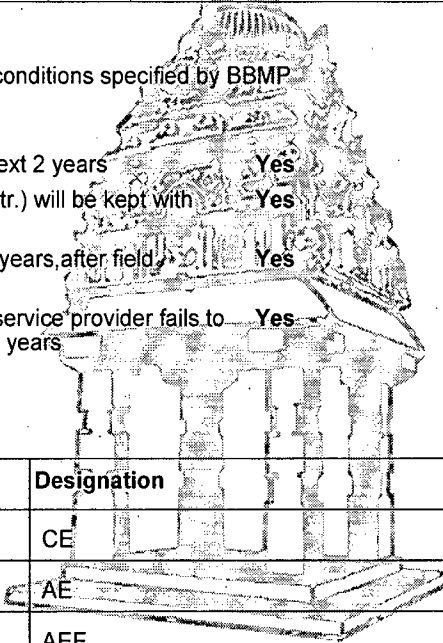 conditions specified by BBMP
ext 2 years Yes
tr.) will be kept with Yes
years,after field Yes
service provider fails to Yes
years
Designation
CE
AE
AEE